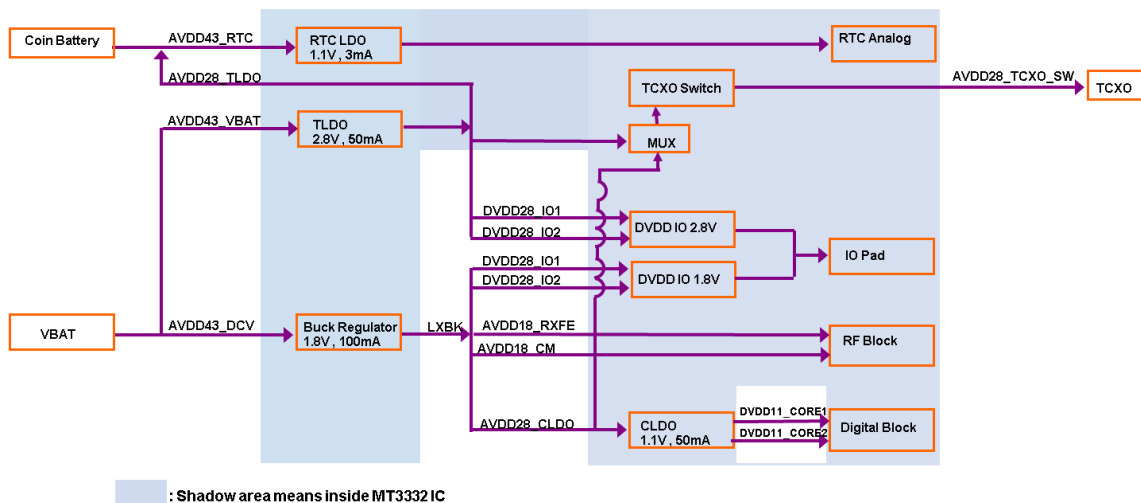 Coin Battery
AVDD43_RTC
RTC LDO
1.1V, 3mA
RTC Analog
AVDD28_TLDO
TCXO Switch
AVDD28_TCXO_SW
TCXO
AVDD43_VBAT
TLDO
2.8V, 50mA
MUX
DVDD28_IO1
DVDD28_IO2
DVDD IO 2.8V
IO Pad
DVDD28_IO1
DVDD28_IO2
DVDD IO 1.8V
VBAT
AVDD43_DCV
Buck Regulator
1.8V, 100mA
LXBK
AVDD18_RXFE
AVDD18_CM
RF Block
AVDD28_CLDO
CLDO
1.1V, 50mA
DVDD11_CORE1
DVDD11_CORE2
Digital Block
: Shadow area means inside MT3332 IC